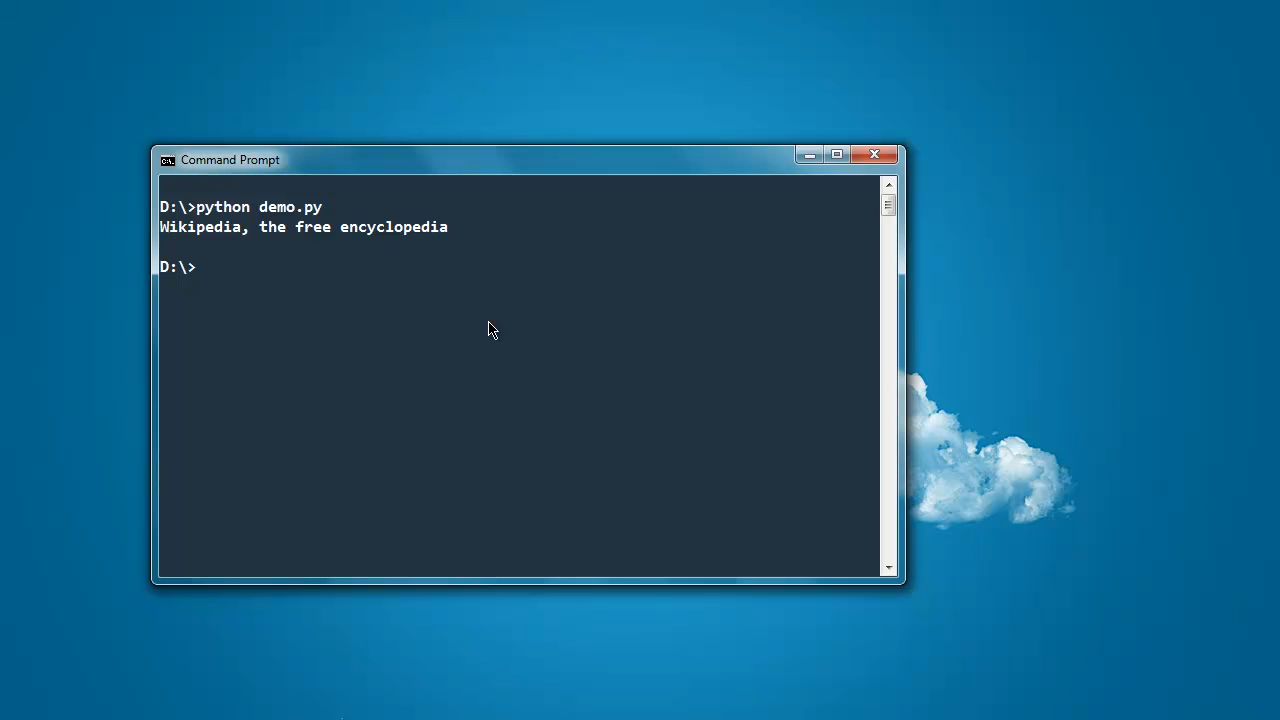 Command Prompt
D:\>python demo.py
Wikipedia, the free encyclopedia
D:\>